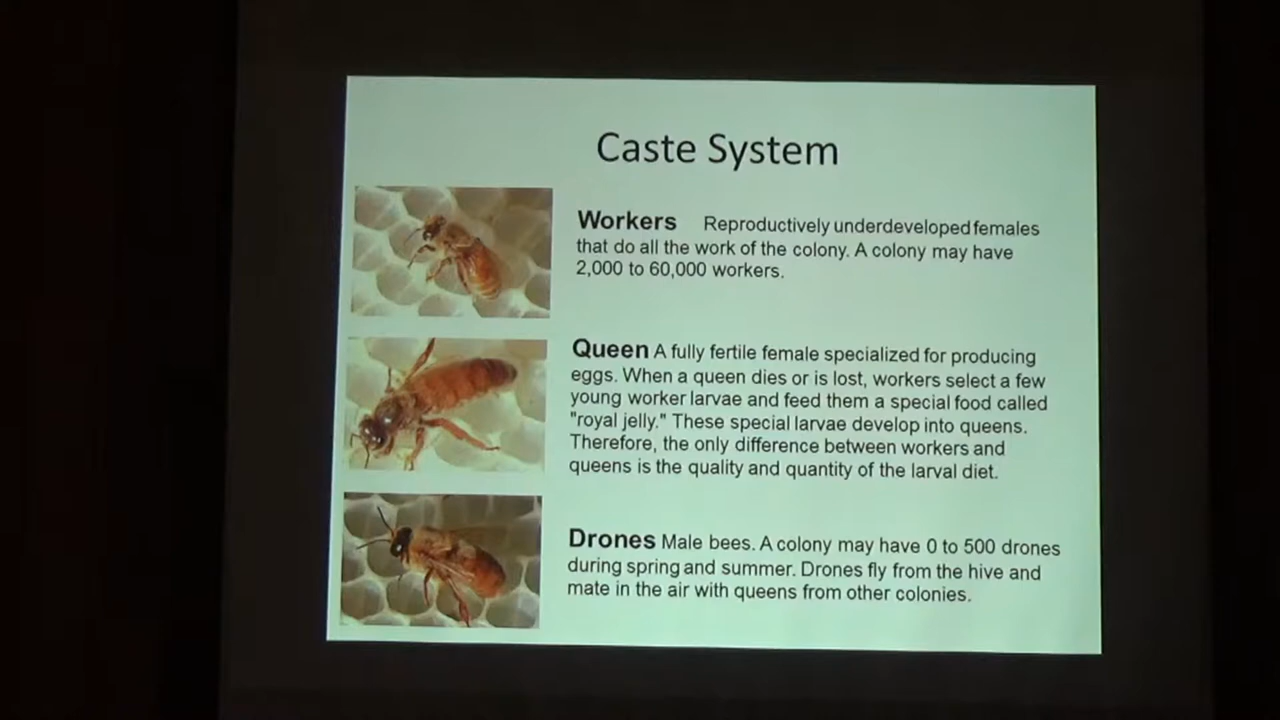 Caste System
Workers Reproductively underdeveloped females
that do all the work of the colony. A colony may have
2,000 to 60,000 workers.
Queen A fully fertile female specialized for producing
eggs. When a queen dies or is lost, workers select a few
young worker larvae and feed them a special food called
"royal jelly." These special larvae develop into queens.
Therefore, the only difference between workers and
queens is the quality and quantity of the larval diet.
Drones Male bees. A colony may have 0 to 500 drones
during spring and summer. Drones fly from the hive and
mate in the air with queens from other colonies.